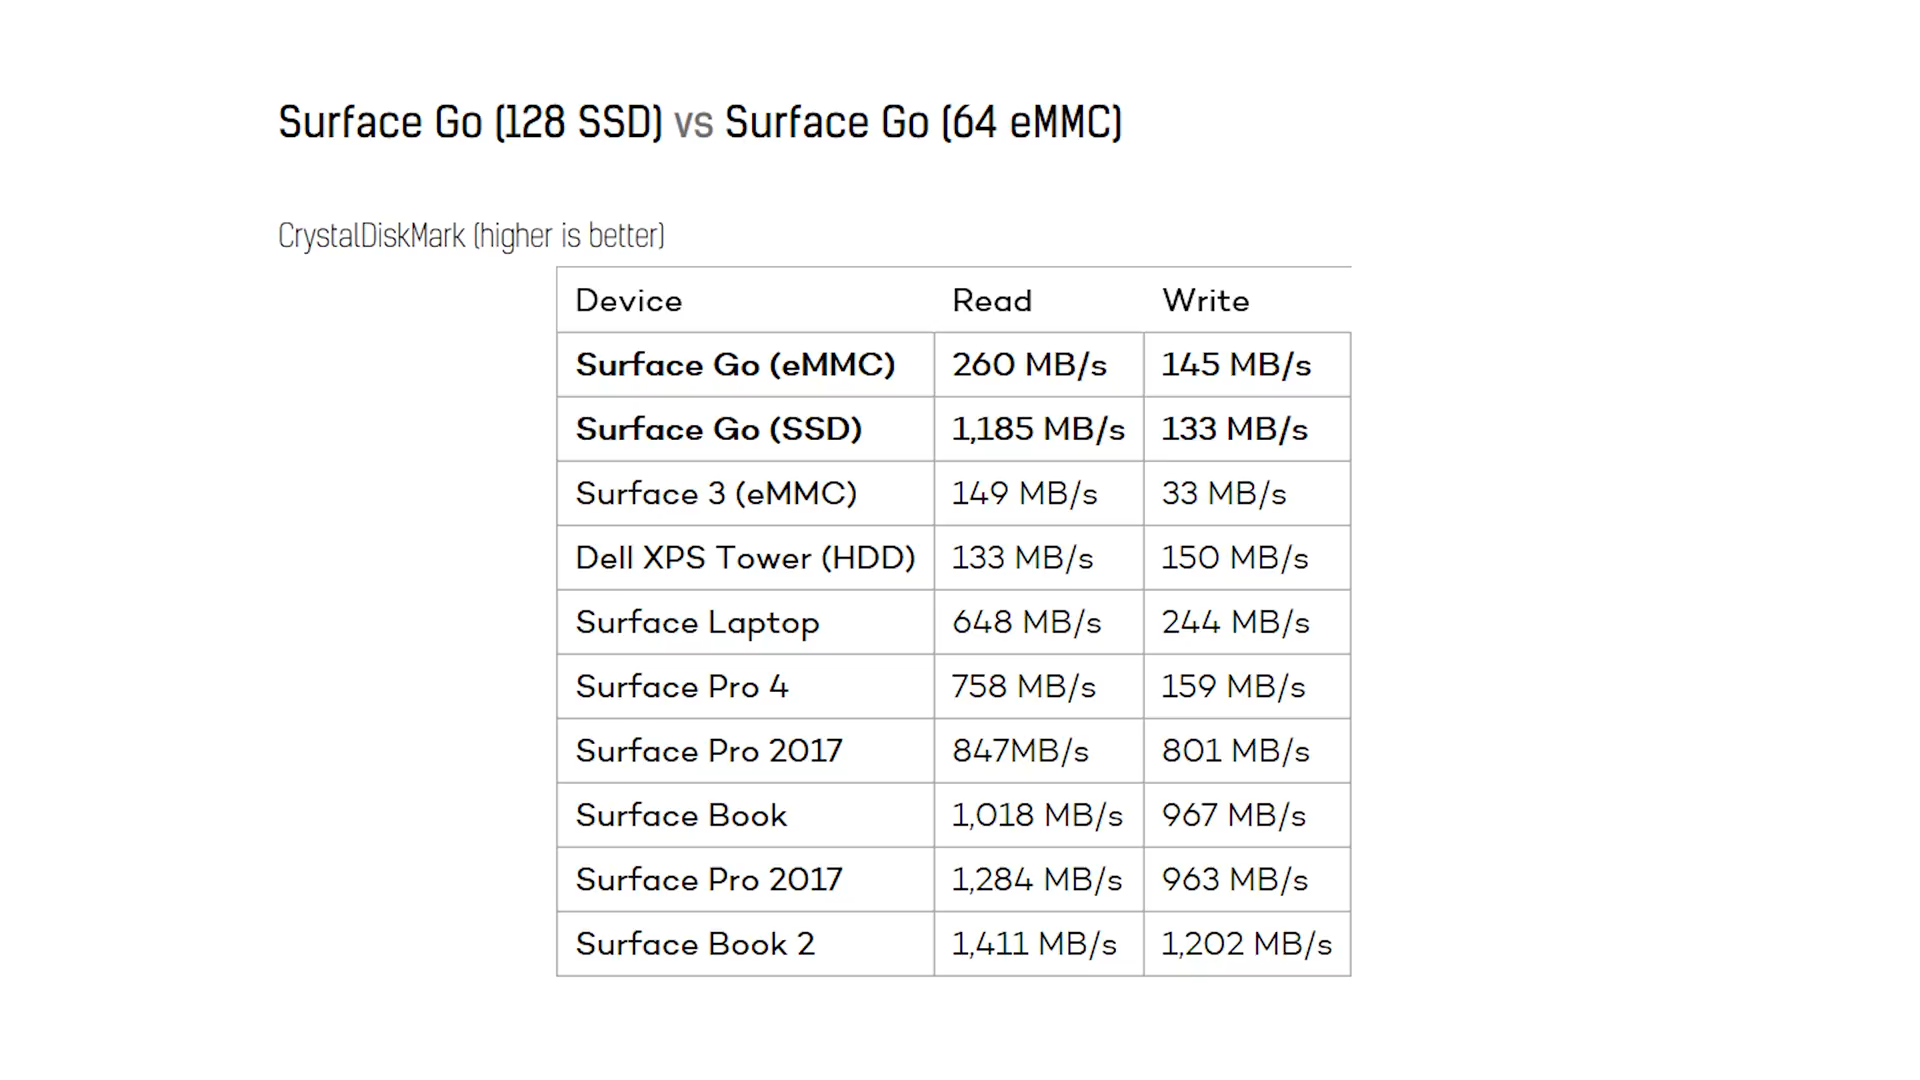 Surface Go (128 SSD) vs Surface Go (64 eMMC)
CrystalDiskMark (higher is better)
Device Read Write
Surface Go (eMMC) 260 MB/s 145 MB/s
Surface Go (SSD) 1,185 MB/s 133 MB/s
Surface 3 (eMMC) 149 MB/s 33 MB/s
Dell XPS Tower (HDD) 133 MB/s 150 MB/s
Surface Laptop 648 MB/s 244 MB/s
Surface Pro 4 758 MB/s 159 MB/s
Surface Pro 2017 847MB/s 801 MB/s
Surface Book 1,018 MB/s 967 MB/s
Surface Pro 2017 1,284 MB/s 963 MB/s
Surface Book 2 1,411 MB/s 1,202 MB/s